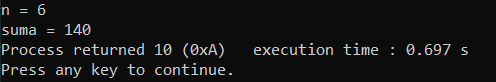 n = 6
suma = 140
Process returned 10 (0xA)   execution time : 0.697 s
Press any key to continue.